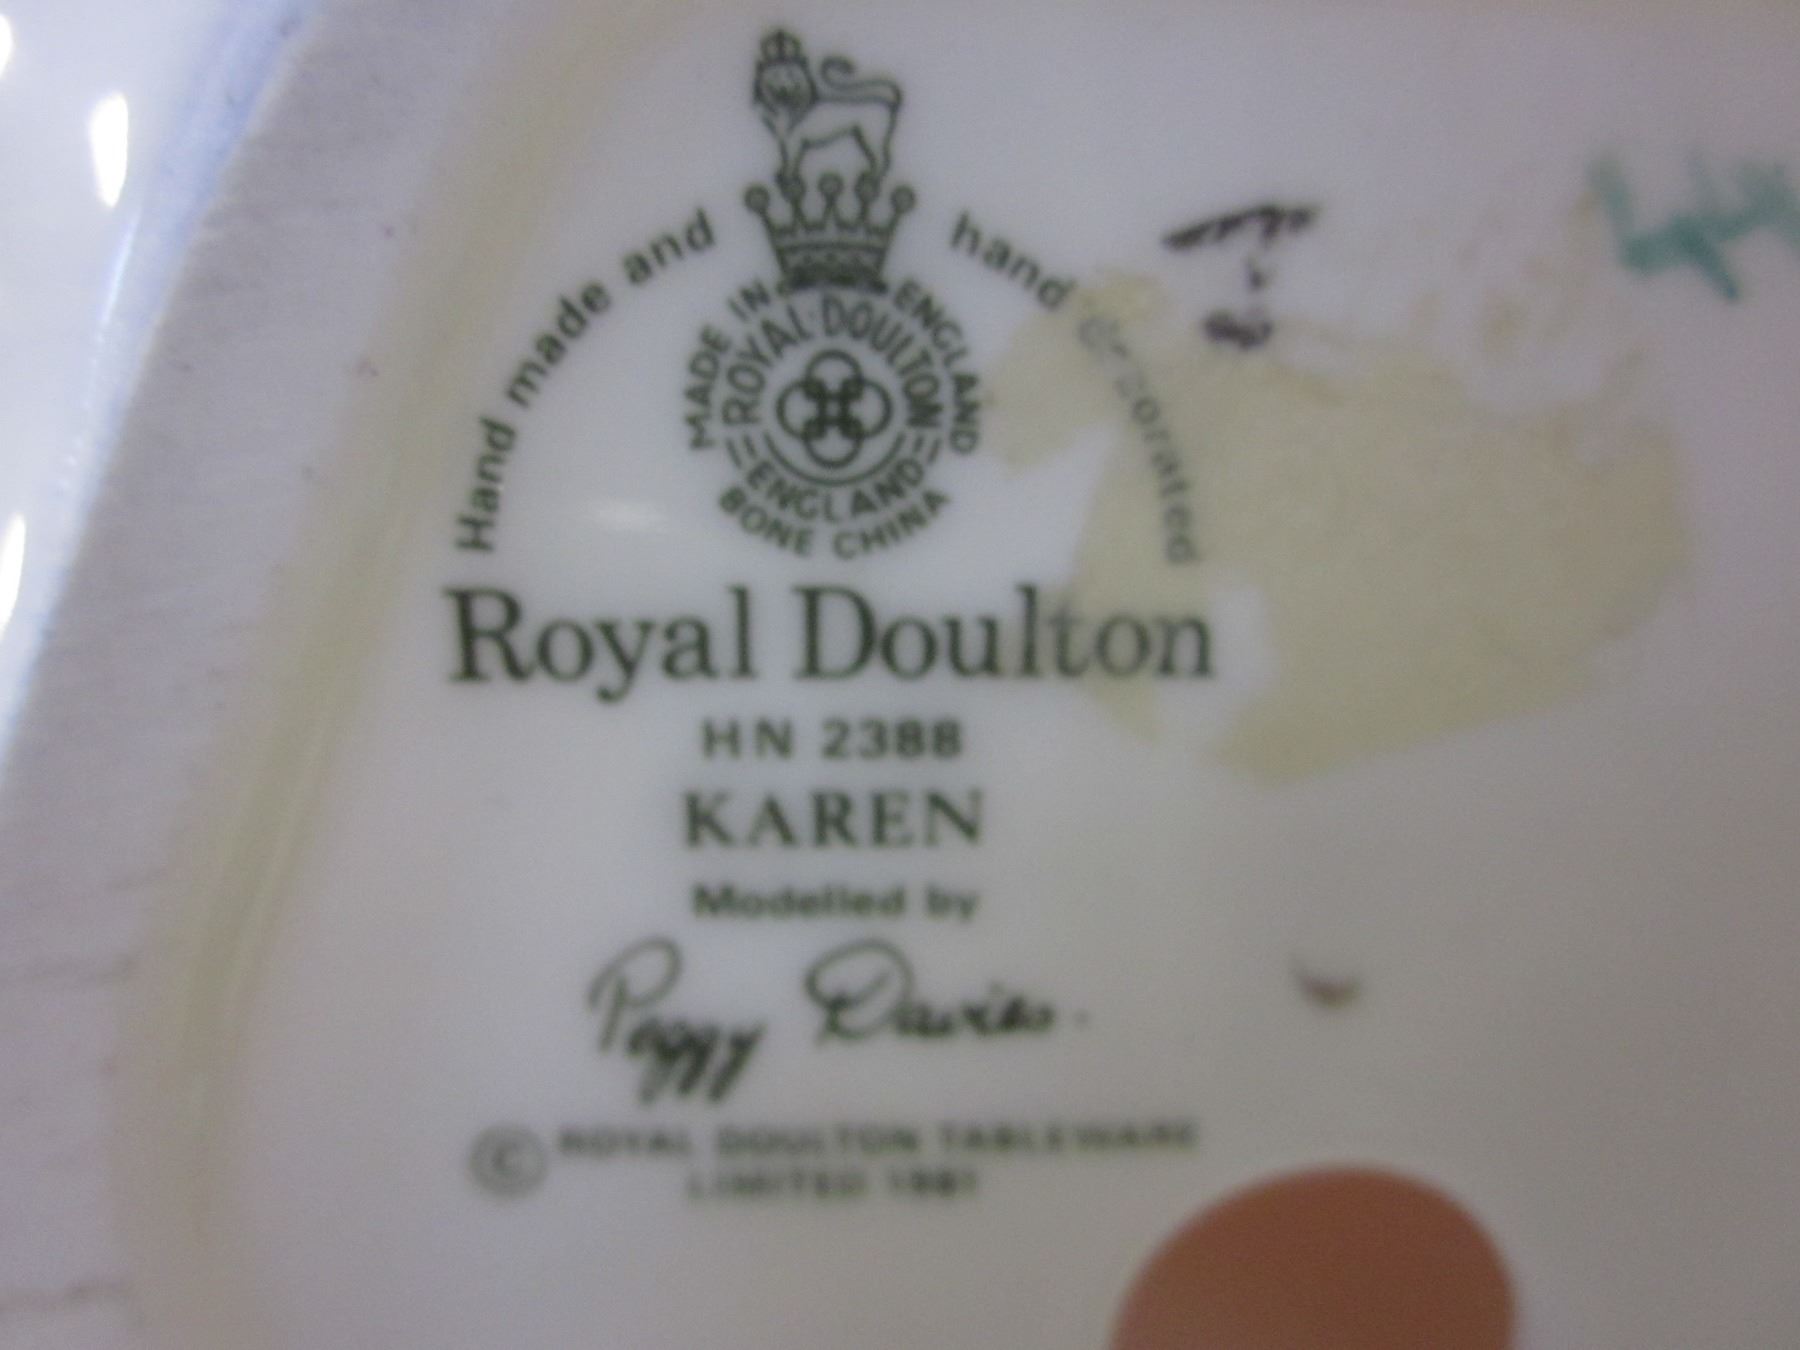 Hand made and hand decorated
MADE IN ENGLAND
ROYAL·DOULTON
ENGLAND
BONE CHINA
Royal Doulton
HN 2388
KAREN
Modelled by
Peggy Davies.
© ROYAL DOULTON TABLEWARE
LIMITED 1981